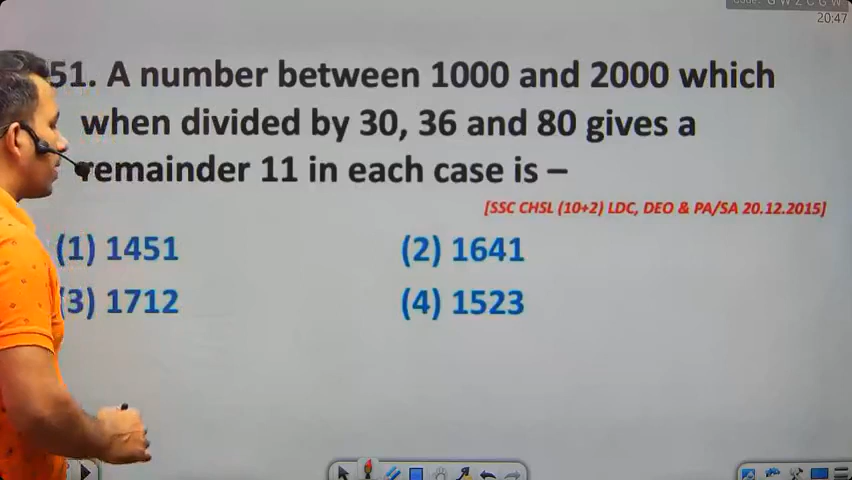 20:47
51. A number between 1000 and 2000 which
when divided by 30, 36 and 80 gives a
remainder 11 in each case is –
[SSC CHSL (10+2) LDC, DEO & PA/SA 20.12.2015]
(1) 1451 (2) 1641
(3) 1712 (4) 1523